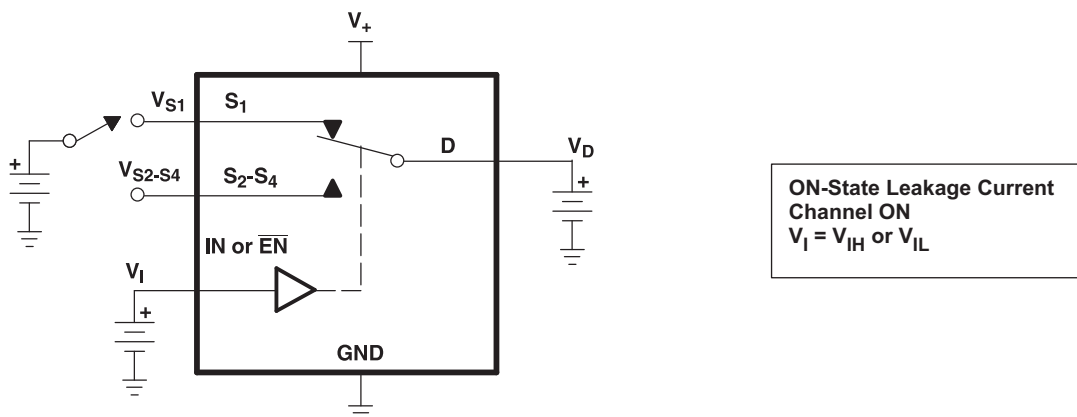 V+
VS1
S1
+
D
VD
VS2-S4
S2-S4
+
IN or E̅N̅
VI
+
GND
ON-State Leakage Current
Channel ON
VI = VIH or VIL